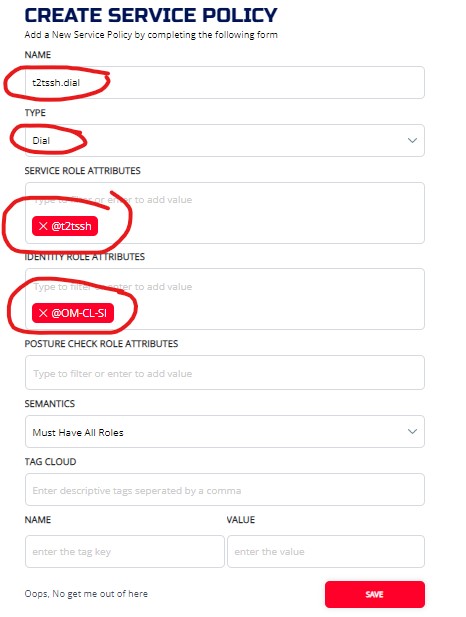 CREATE SERVICE POLICY
Add a New Service Policy by completing the following form
NAME
t2tssh.dial
TYPE
Dial
SERVICE ROLE ATTRIBUTES
Type to filter or enter to add value
× @t2tssh
IDENTITY ROLE ATTRIBUTES
Type to filter or enter to add value
× @OM-CL-SI
POSTURE CHECK ROLE ATTRIBUTES
Type to filter or enter to add value
SEMANTICS
Must Have All Roles
TAG CLOUD
Enter descriptive tags seperated by a comma
NAME VALUE
enter the tag key enter the value
Oops, No get me out of here SAVE